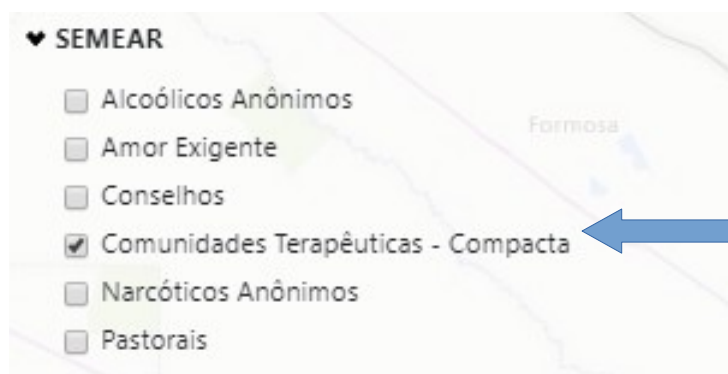 SEMEAR
Alcoólicos Anônimos
Formosa
Amor Exigente
Conselhos
Comunidades Terapêuticas - Compacta
Narcóticos Anônimos
Pastorais